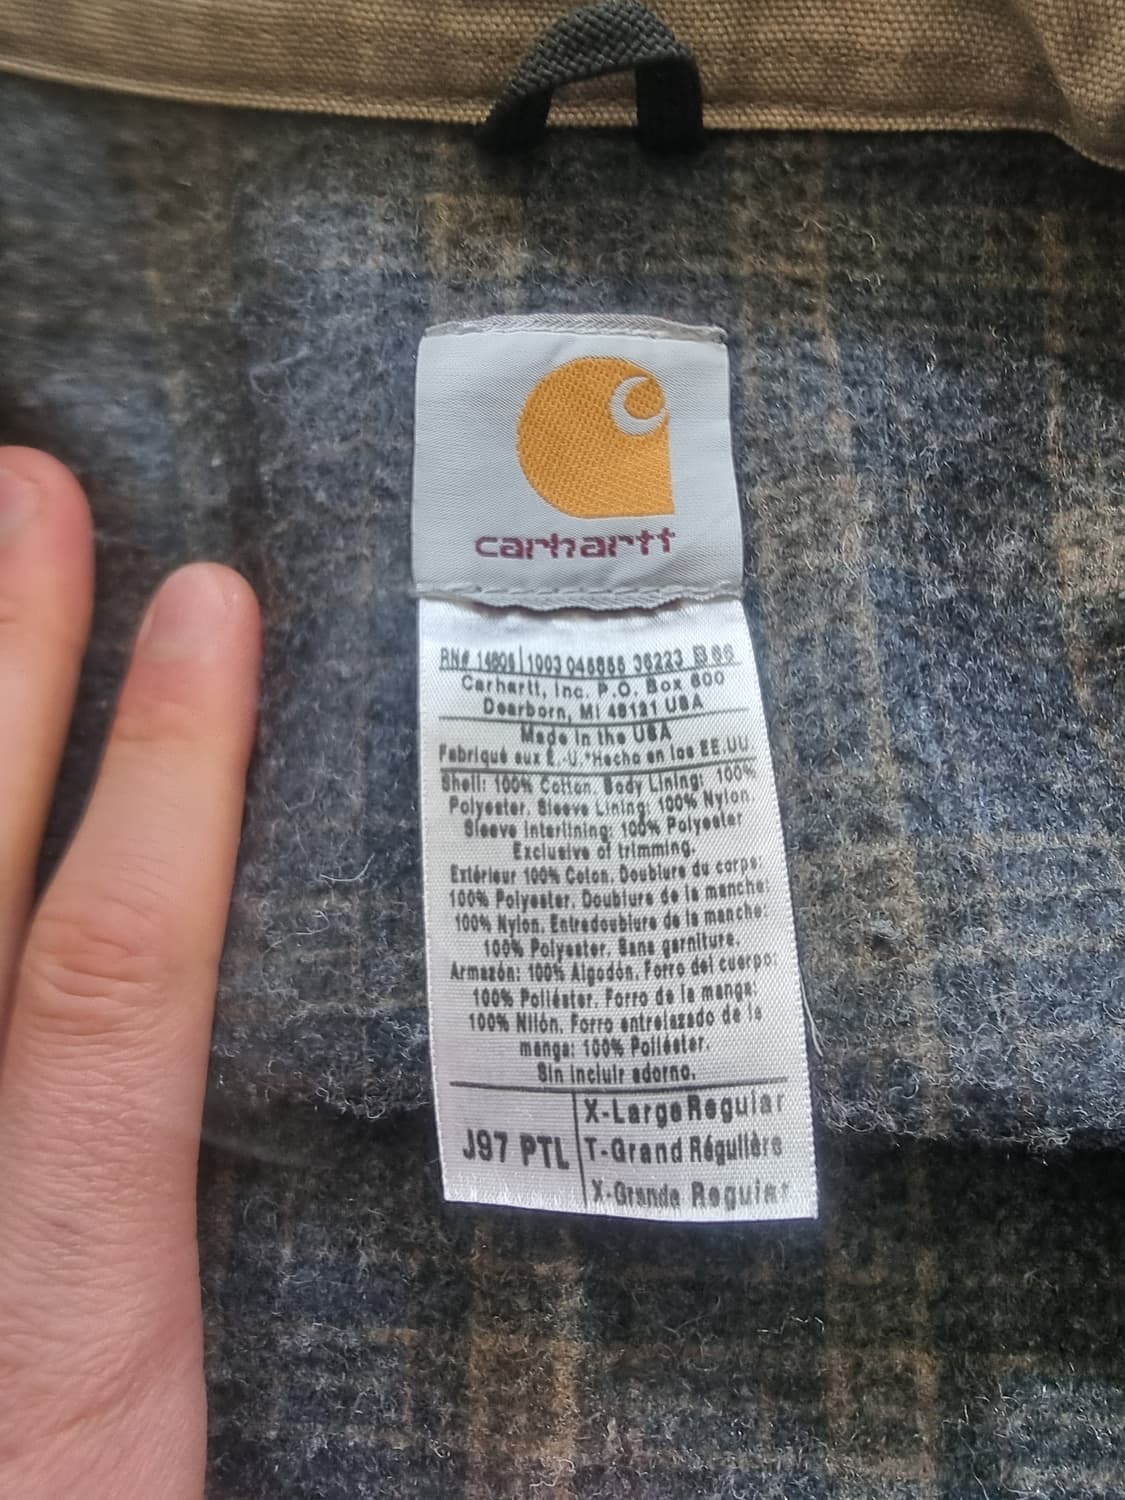 carhartt
RN# 14806 1003 046855 36223 B 66
Carhartt, Inc. P.O. Box 600
Dearborn, MI 48121 USA
Made in the USA
Fabriqué aux É.-U.*Hecho en los EE.UU.
Shell: 100% Cotton. Body Lining: 100%
Polyester. Sleeve Lining: 100% Nylon.
Sleeve Interlining: 100% Polyester
Exclusive of trimming.
Extérieur 100% Coton. Doublure du corps:
100% Polyester. Doublure de la manche:
100% Nylon. Entredoublure de la manche:
100% Polyester. Sans garniture.
Armazón: 100% Algodón. Forro del cuerpo:
100% Poliéster. Forro de la manga:
100% Nilón. Forro entrelazado de la
manga: 100% Poliéster.
Sin incluir adorno.
J97 PTL
X-Large Regular
T-Grand Régulière
X-Grande Regular